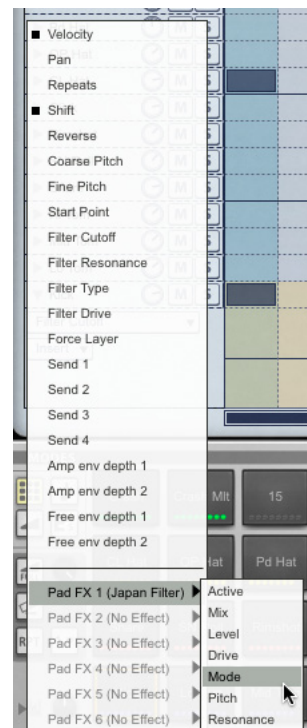 Velocity
Pan
Repeats
Shift
Reverse
Coarse Pitch
Fine Pitch
Start Point
Filter Cutoff
Filter Resonance
Filter Type
Filter Drive
Force Layer
Send 1
Send 2
Send 3
Send 4
Amp env depth 1
Amp env depth 2
Free env depth 1
Free env depth 2
Mlt
15
Hat
Pd Hat
Pad FX 1 (Japan Filter)
Pad FX 2 (No Effect)
Pad FX 3 (No Effect)
Pad FX 4 (No Effect)
Pad FX 5 (No Effect)
Pad FX 6 (No Effect)
Active
Mix
Level
Drive
Mode
Pitch
Resonance